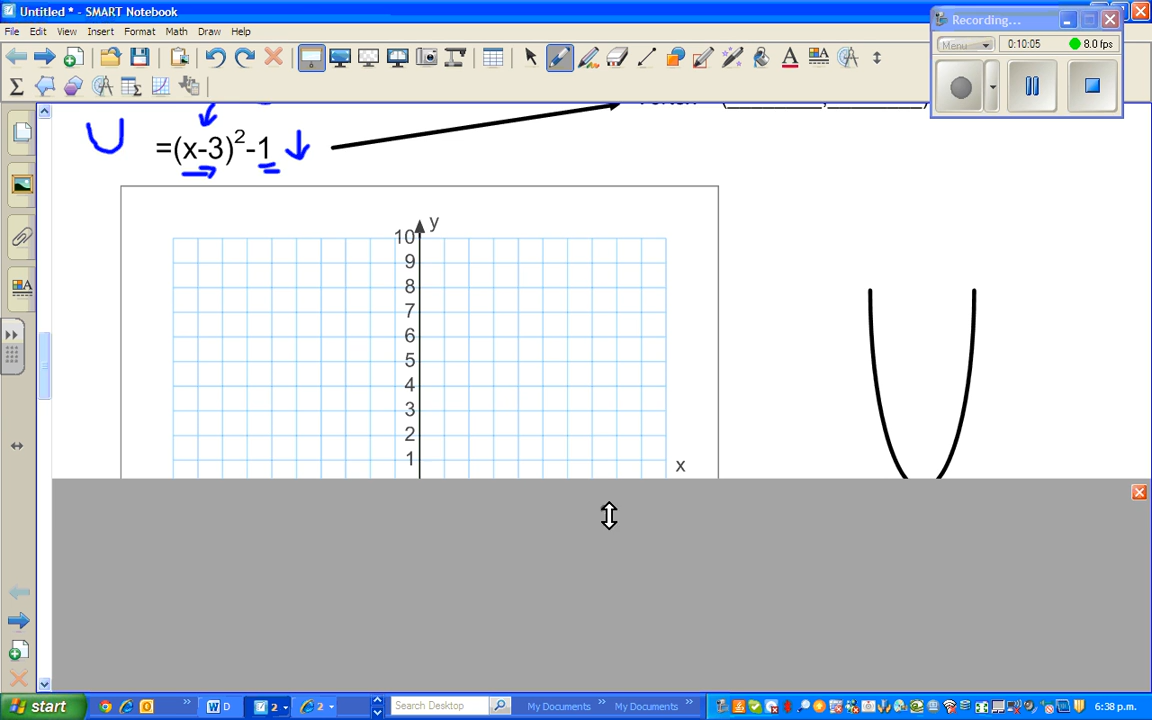 Untitled * - SMART Notebook
Recording...
File Edit View Insert Format Math Draw Help
Menu 0:10:05 8.0 fps
=(x-3)²-1
y
10
9
8
7
6
5
4
3
2
1
x
start D 2 2 Search Desktop My Documents » My Documents » 6:38 p.m.